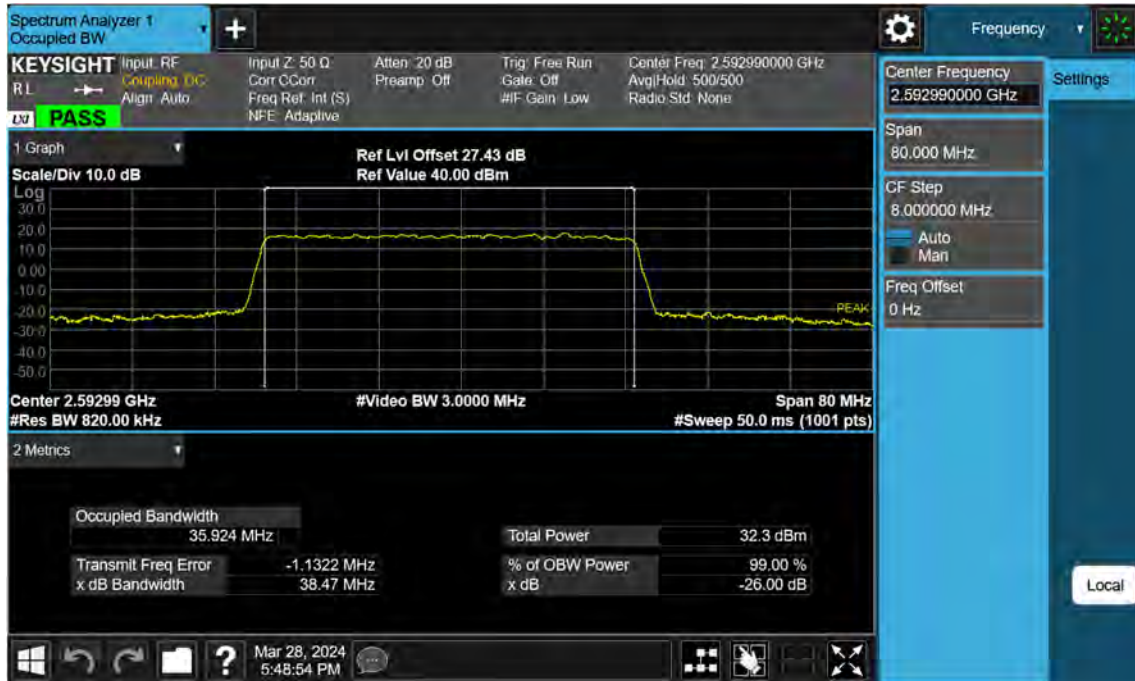 Spectrum Analyzer 1
Occupied BW
Frequency
KEYSIGHT
RL
LXI PASS
Input: RF
Coupling: DC
Align: Auto
Input Z: 50 Ω
Corr CCorr
Freq Ref: Int (S)
NFE: Adaptive
Atten: 20 dB
Preamp: Off
Trig: Free Run
Gate: Off
#IF Gain: Low
Center Freq: 2.592990000 GHz
Avg|Hold: 500/500
Radio Std: None
Center Frequency
2.592990000 GHz
Settings
Span
80.000 MHz
CF Step
8.000000 MHz
Auto
Man
Freq Offset
0 Hz
1 Graph
Ref Lvl Offset 27.43 dB
Scale/Div 10.0 dB
Ref Value 40.00 dBm
Log
30.0
20.0
10.0
0.00
-10.0
-20.0
-30.0
-40.0
-50.0
PEAK
Center 2.59299 GHz
#Video BW 3.0000 MHz
Span 80 MHz
#Res BW 820.00 kHz
#Sweep 50.0 ms (1001 pts)
2 Metrics
Occupied Bandwidth
35.924 MHz
Total Power 32.3 dBm
Transmit Freq Error -1.1322 MHz
% of OBW Power 99.00 %
x dB Bandwidth 38.47 MHz
x dB -26.00 dB
Local
?
Mar 28, 2024
5:48:54 PM